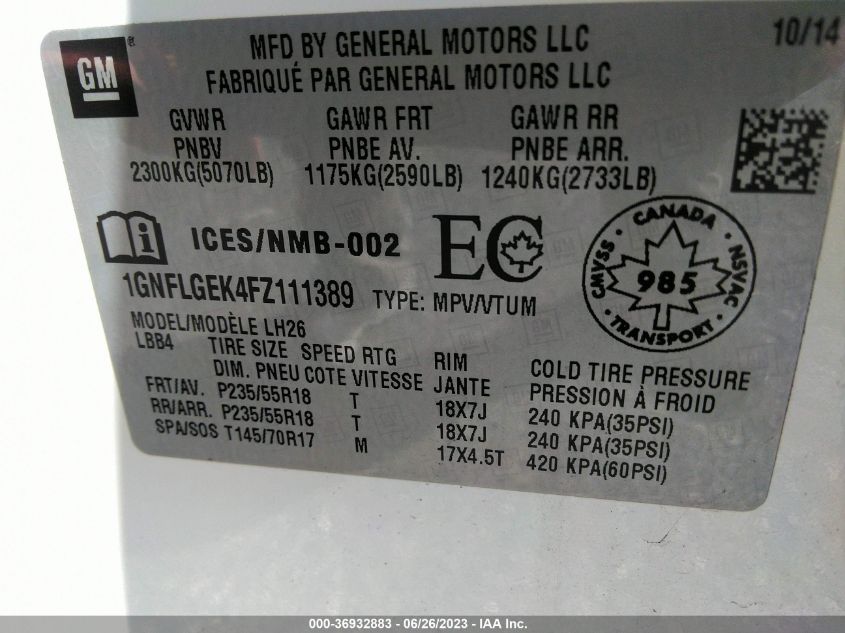 GM
MFD BY GENERAL MOTORS LLC
10/14
FABRIQUÉ PAR GENERAL MOTORS LLC
GVWR GAWR FRT GAWR RR
PNBV PNBE AV. PNBE ARR.
2300KG(5070LB) 1175KG(2590LB) 1240KG(2733LB)
i ICES/NMB-002 EC
CANADA
CMVSS 985 NSVAC
TRANSPORT
1GNFLGEK4FZ111389 TYPE: MPV/VTUM
MODEL/MODÈLE LH26
LBB4 TIRE SIZE SPEED RTG RIM COLD TIRE PRESSURE
DIM. PNEU COTE VITESSE JANTE PRESSION À FROID
FRT/AV. P235/55R18 T 18X7J 240 KPA(35PSI)
RR/ARR. P235/55R18 T 18X7J 240 KPA(35PSI)
SPA/SOS T145/70R17 M 17X4.5T 420 KPA(60PSI)
000-36932883 - 06/26/2023 - IAA Inc.